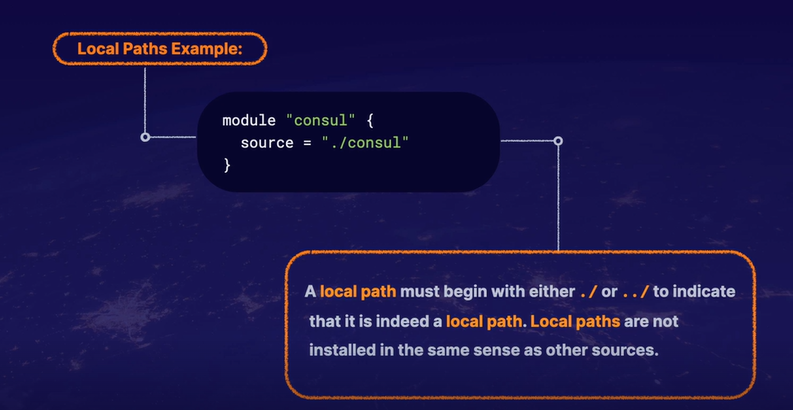 Local Paths Example:
module "consul" {
source = "./consul"
}
A local path must begin with either ./ or ../ to indicate
that it is indeed a local path. Local paths are not
installed in the same sense as other sources.